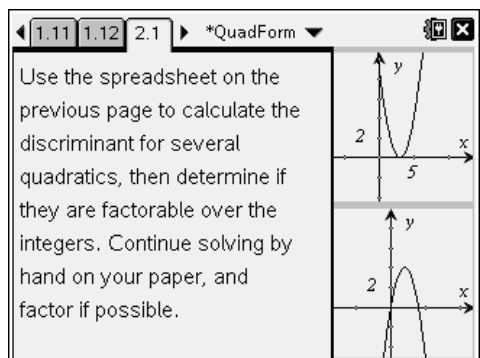 1.11 1.12 2.1 *QuadForm
Use the spreadsheet on the
previous page to calculate the
discriminant for several
quadratics, then determine if
they are factorable over the
integers. Continue solving by
hand on your paper, and
factor if possible.
y
2
x
5
y
2
x